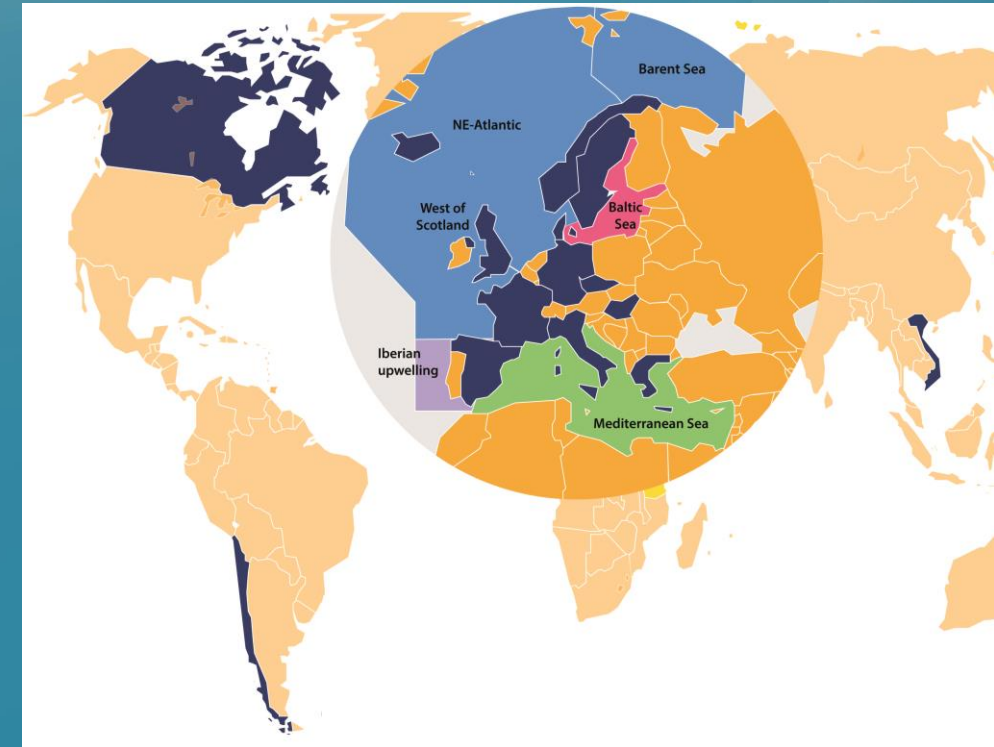 Barent Sea
NE-Atlantic
West of
Scotland
Baltic
Sea
Iberian
upwelling
Mediterranean Sea